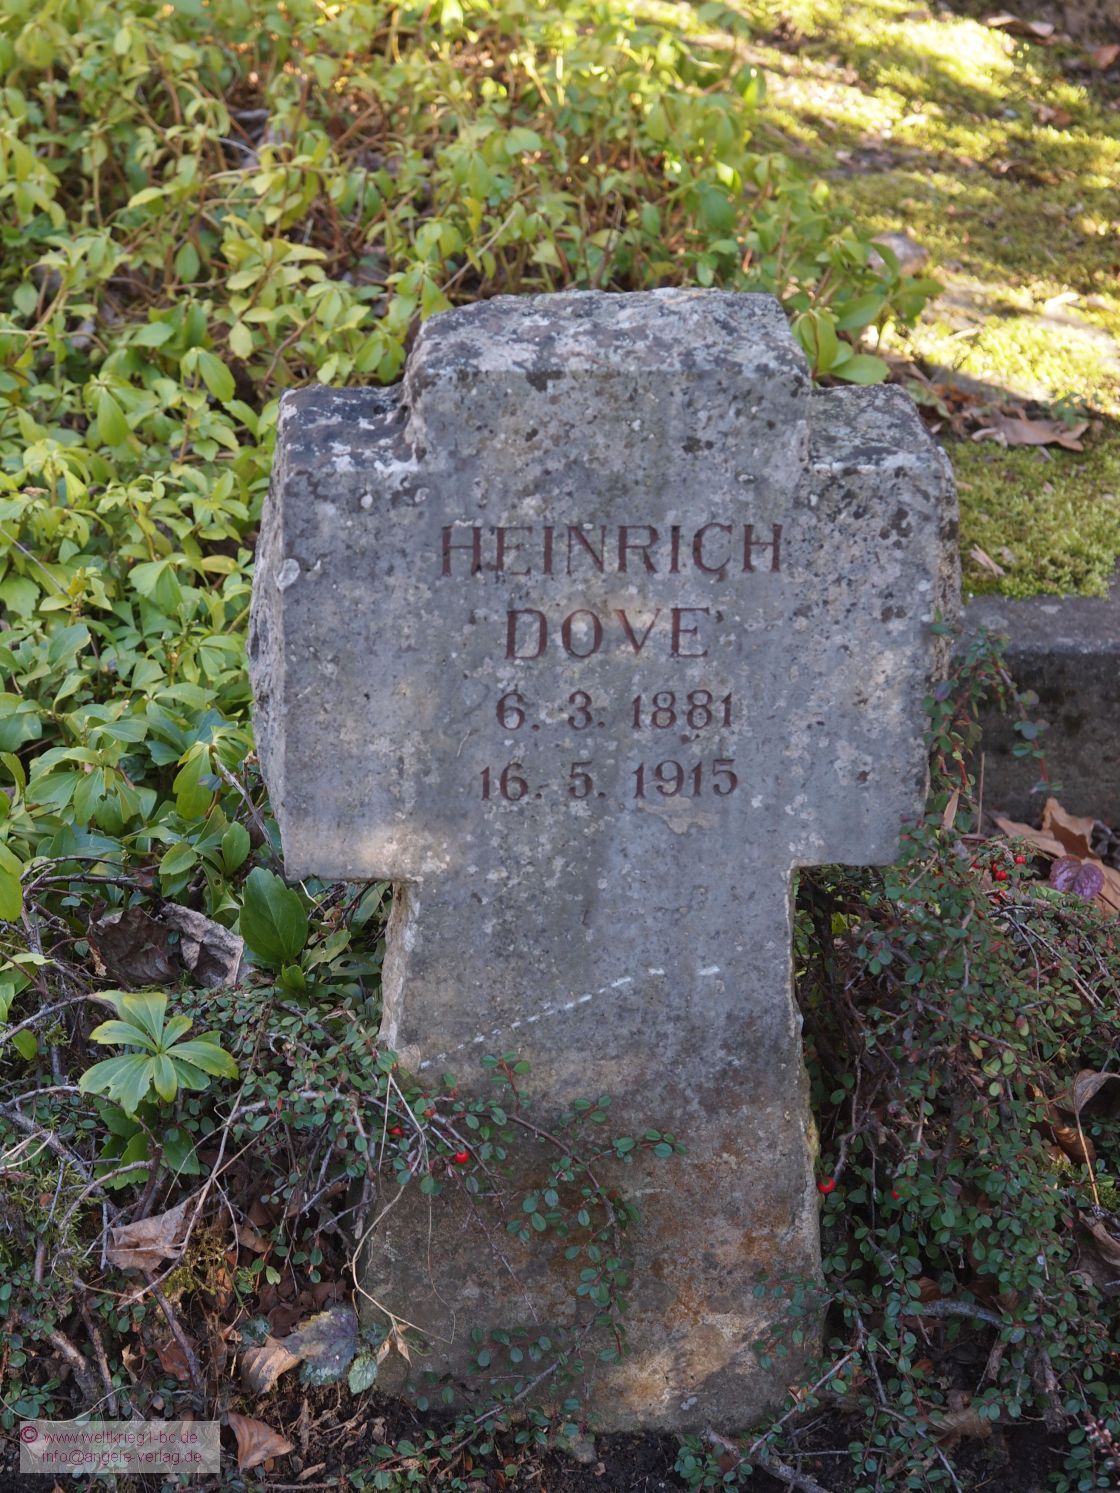 HEINRICH
DOVE
6. 3. 1881
16. 5. 1915
© www.weltkrieg1-bc.de
info@angele-verlag.de